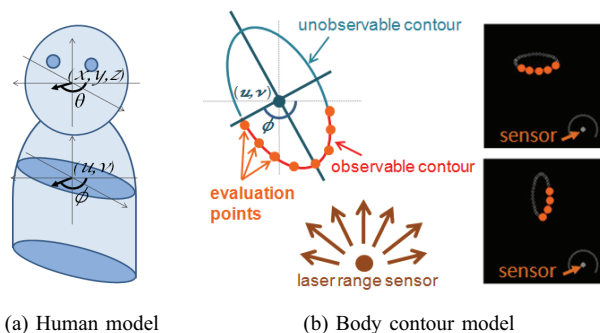 (x,y,z)
θ
(u,ν)
ϕ
(a) Human model
unobservable contour
(u,ν)
ϕ
evaluation
points
observable contour
laser range sensor
sensor
sensor
(b) Body contour model